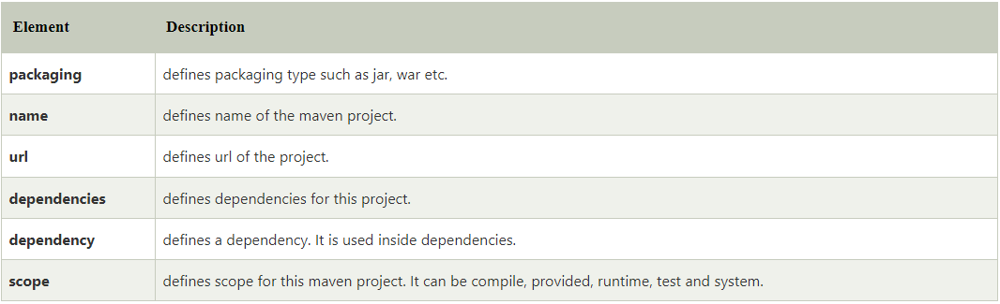 Element Description
packaging defines packaging type such as jar, war etc.
name defines name of the maven project.
url defines url of the project.
dependencies defines dependencies for this project.
dependency defines a dependency. It is used inside dependencies.
scope defines scope for this maven project. It can be compile, provided, runtime, test and system.